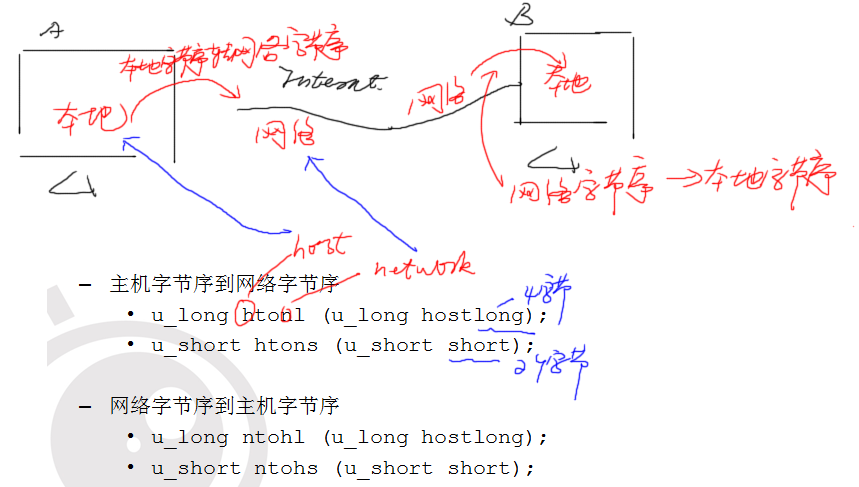 A
B
本地字节序转网络字节序
Internet.
本地
网络
网络
本地
网络字节序 → 本地字节序
host
network
– 主机字节序到网络字节序
4字节
• u_long htonl (u_long hostlong);
• u_short htons (u_short short);
– 网络字节序到主机字节序
• u_long ntohl (u_long hostlong);
• u_short ntohs (u_short short);